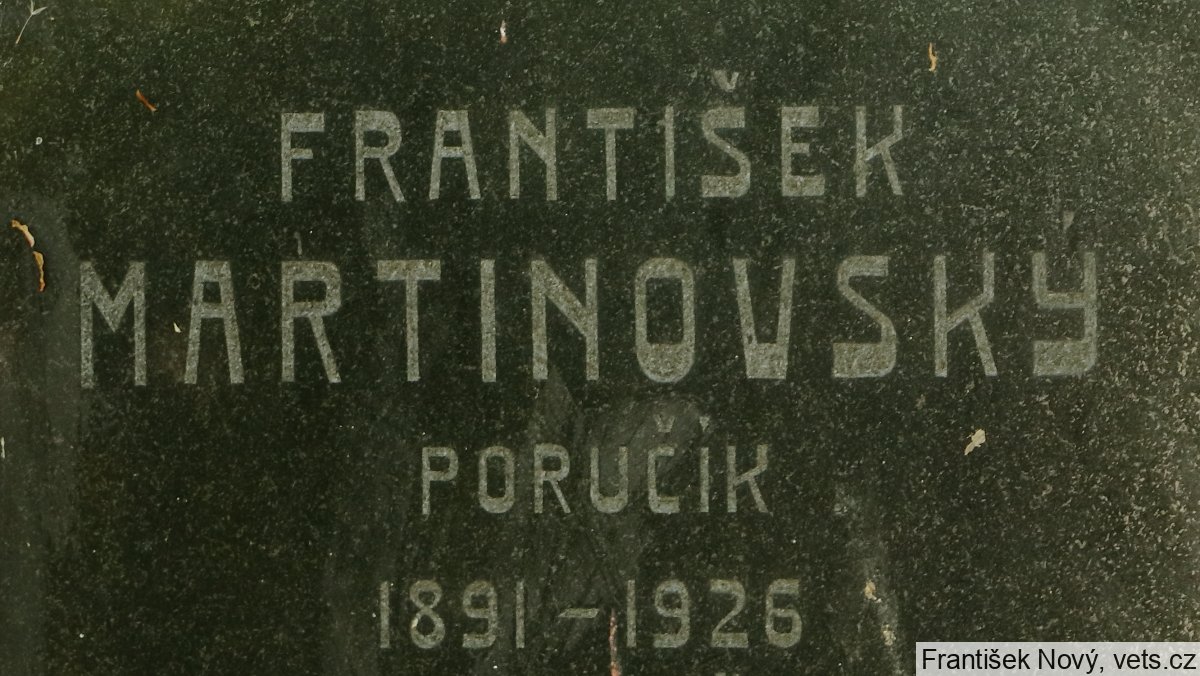 FRANTIŠEK
MARTINOVSKÝ
PORUČIK
1891-1926
František Nový, vets.cz